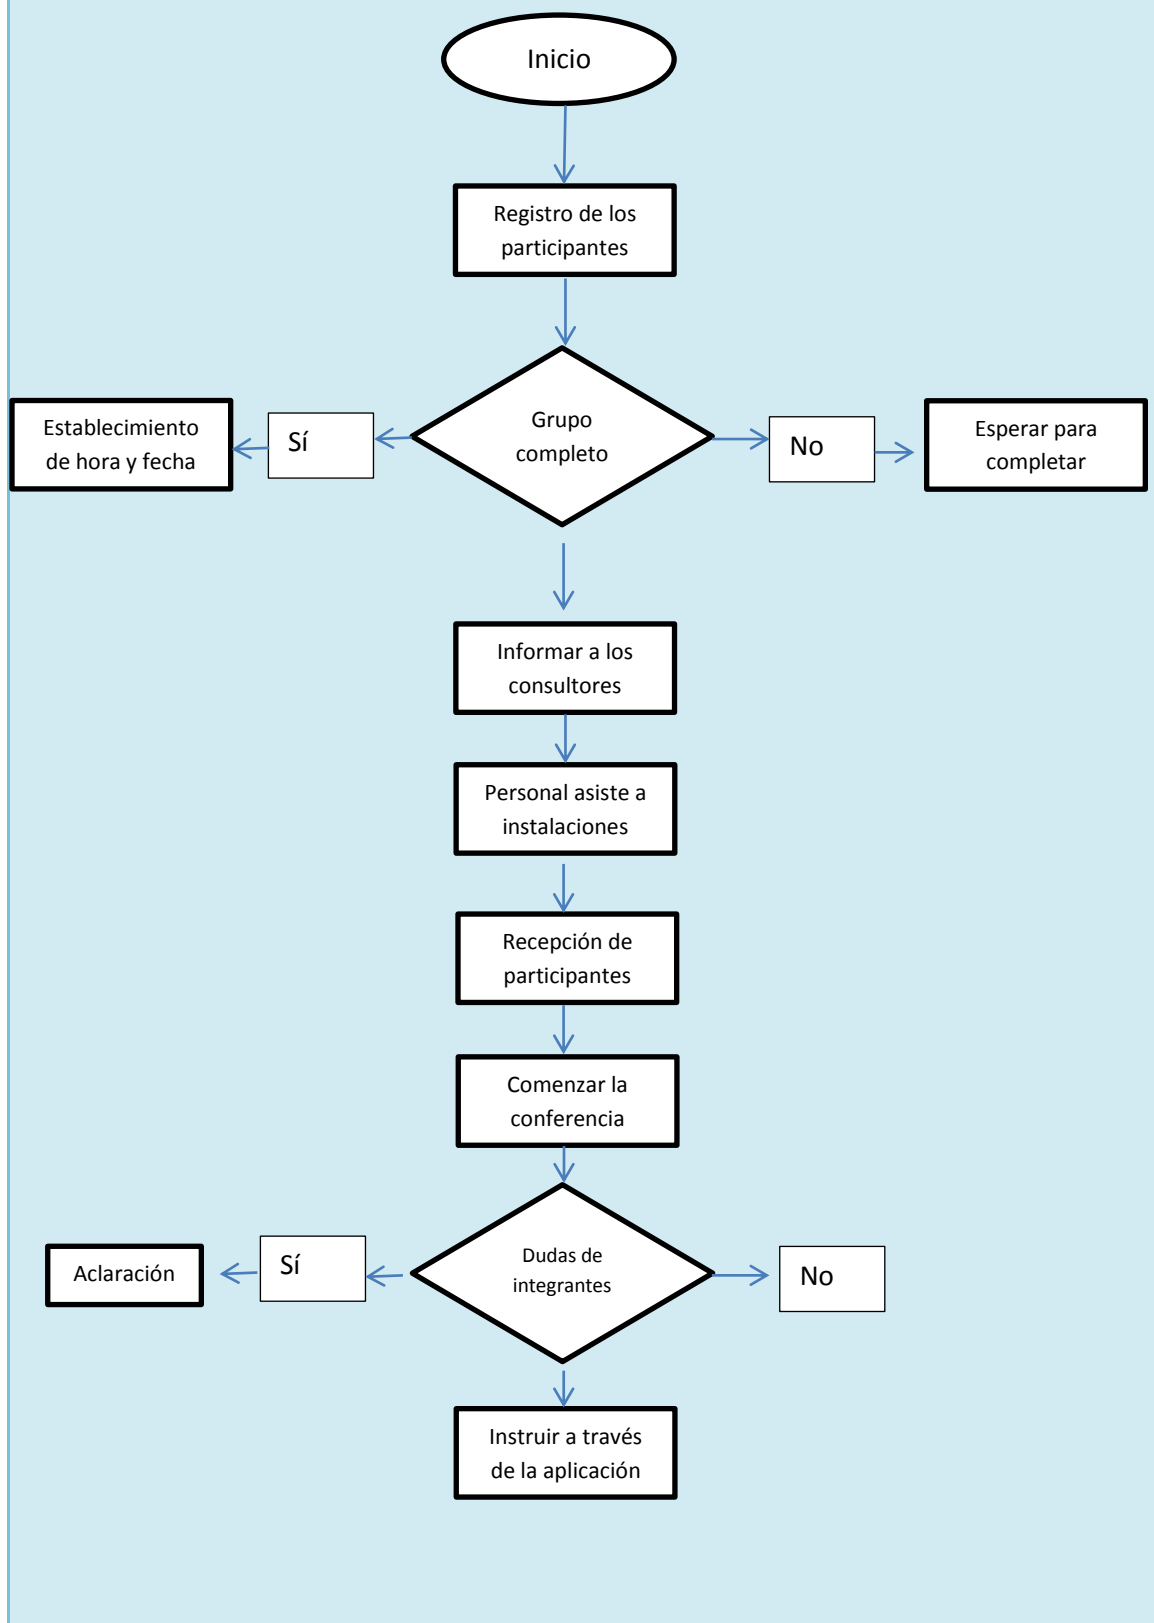 Inicio
Registro de los
participantes
Establecimiento
de hora y fecha
Sí
Grupo
completo
No
Esperar para
completar
Informar a los
consultores
Personal asiste a
instalaciones
Recepción de
participantes
Comenzar la
conferencia
Aclaración
Sí
Dudas de
integrantes
No
Instruir a través
de la aplicación